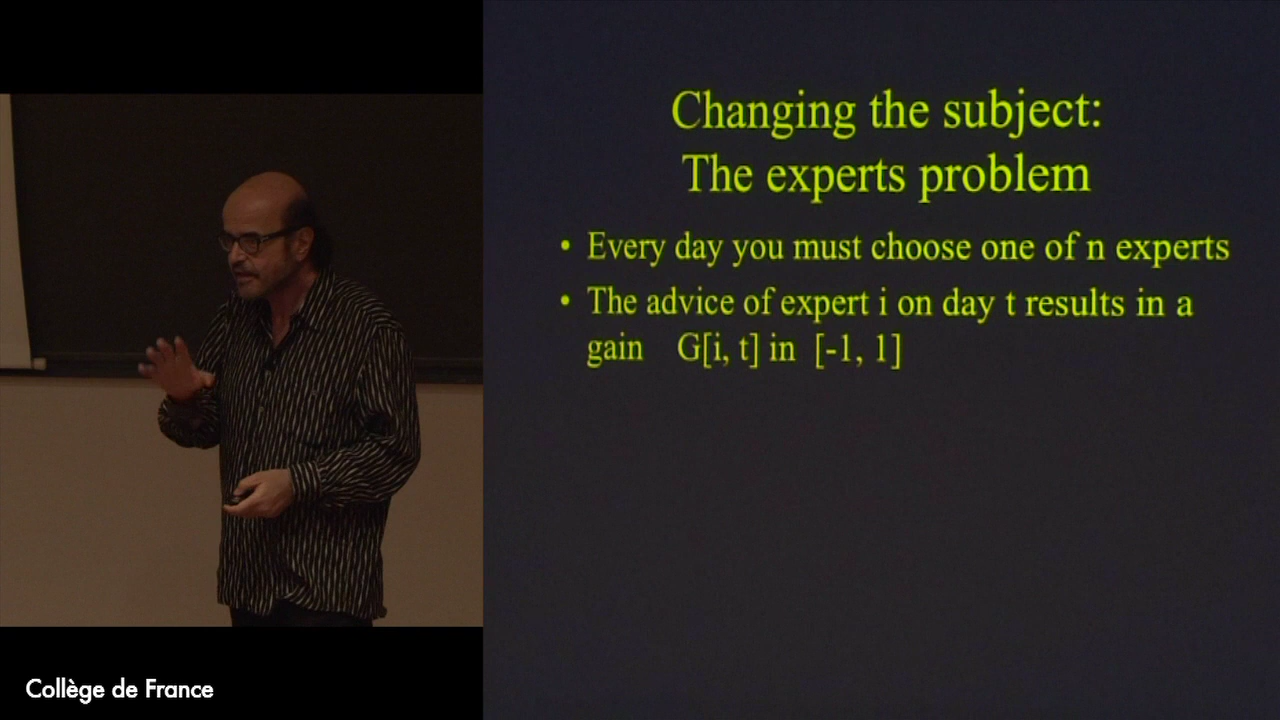 Changing the subject:
The experts problem
• Every day you must choose one of n experts
• The advice of expert i on day t results in a
gain G[i, t] in [-1, 1]
Collège de France